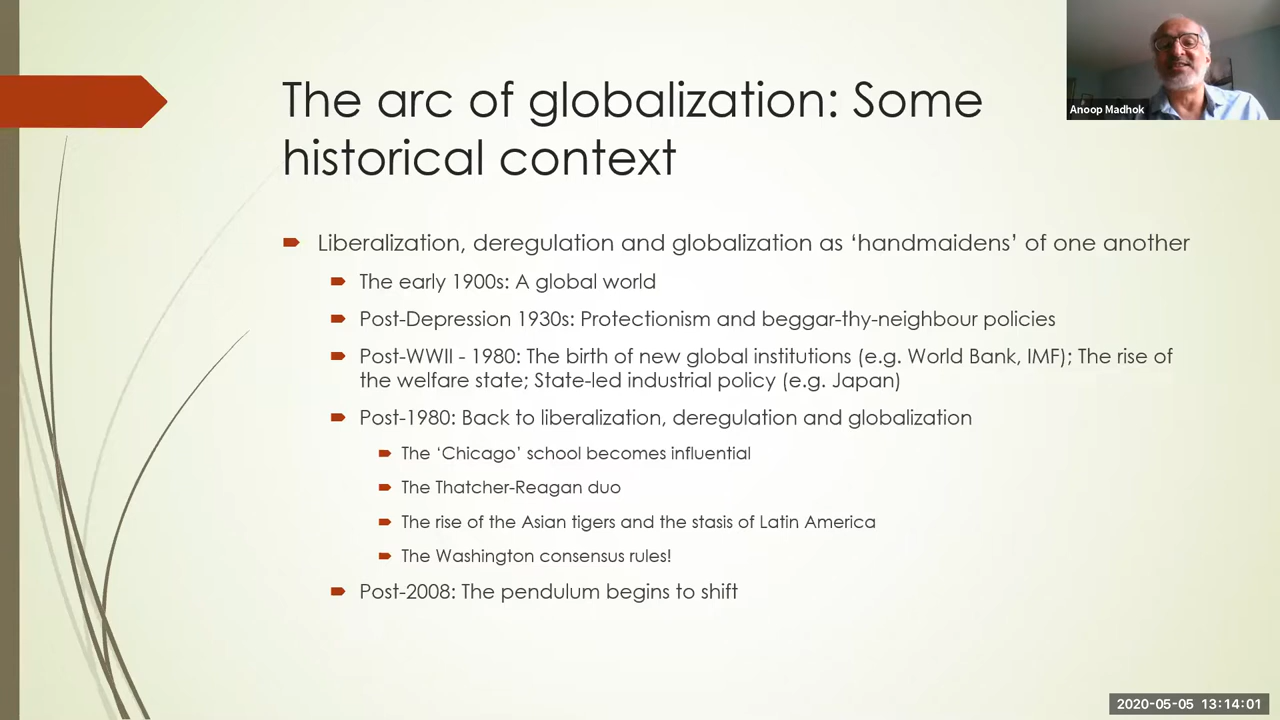 The arc of globalization: Some
historical context
Anoop Madhok
Liberalization, deregulation and globalization as ‘handmaidens’ of one another
The early 1900s: A global world
Post-Depression 1930s: Protectionism and beggar-thy-neighbour policies
Post-WWII - 1980: The birth of new global institutions (e.g. World Bank, IMF); The rise of
the welfare state; State-led industrial policy (e.g. Japan)
Post-1980: Back to liberalization, deregulation and globalization
The ‘Chicago’ school becomes influential
The Thatcher-Reagan duo
The rise of the Asian tigers and the stasis of Latin America
The Washington consensus rules!
Post-2008: The pendulum begins to shift
2020-05-05 13:14:01